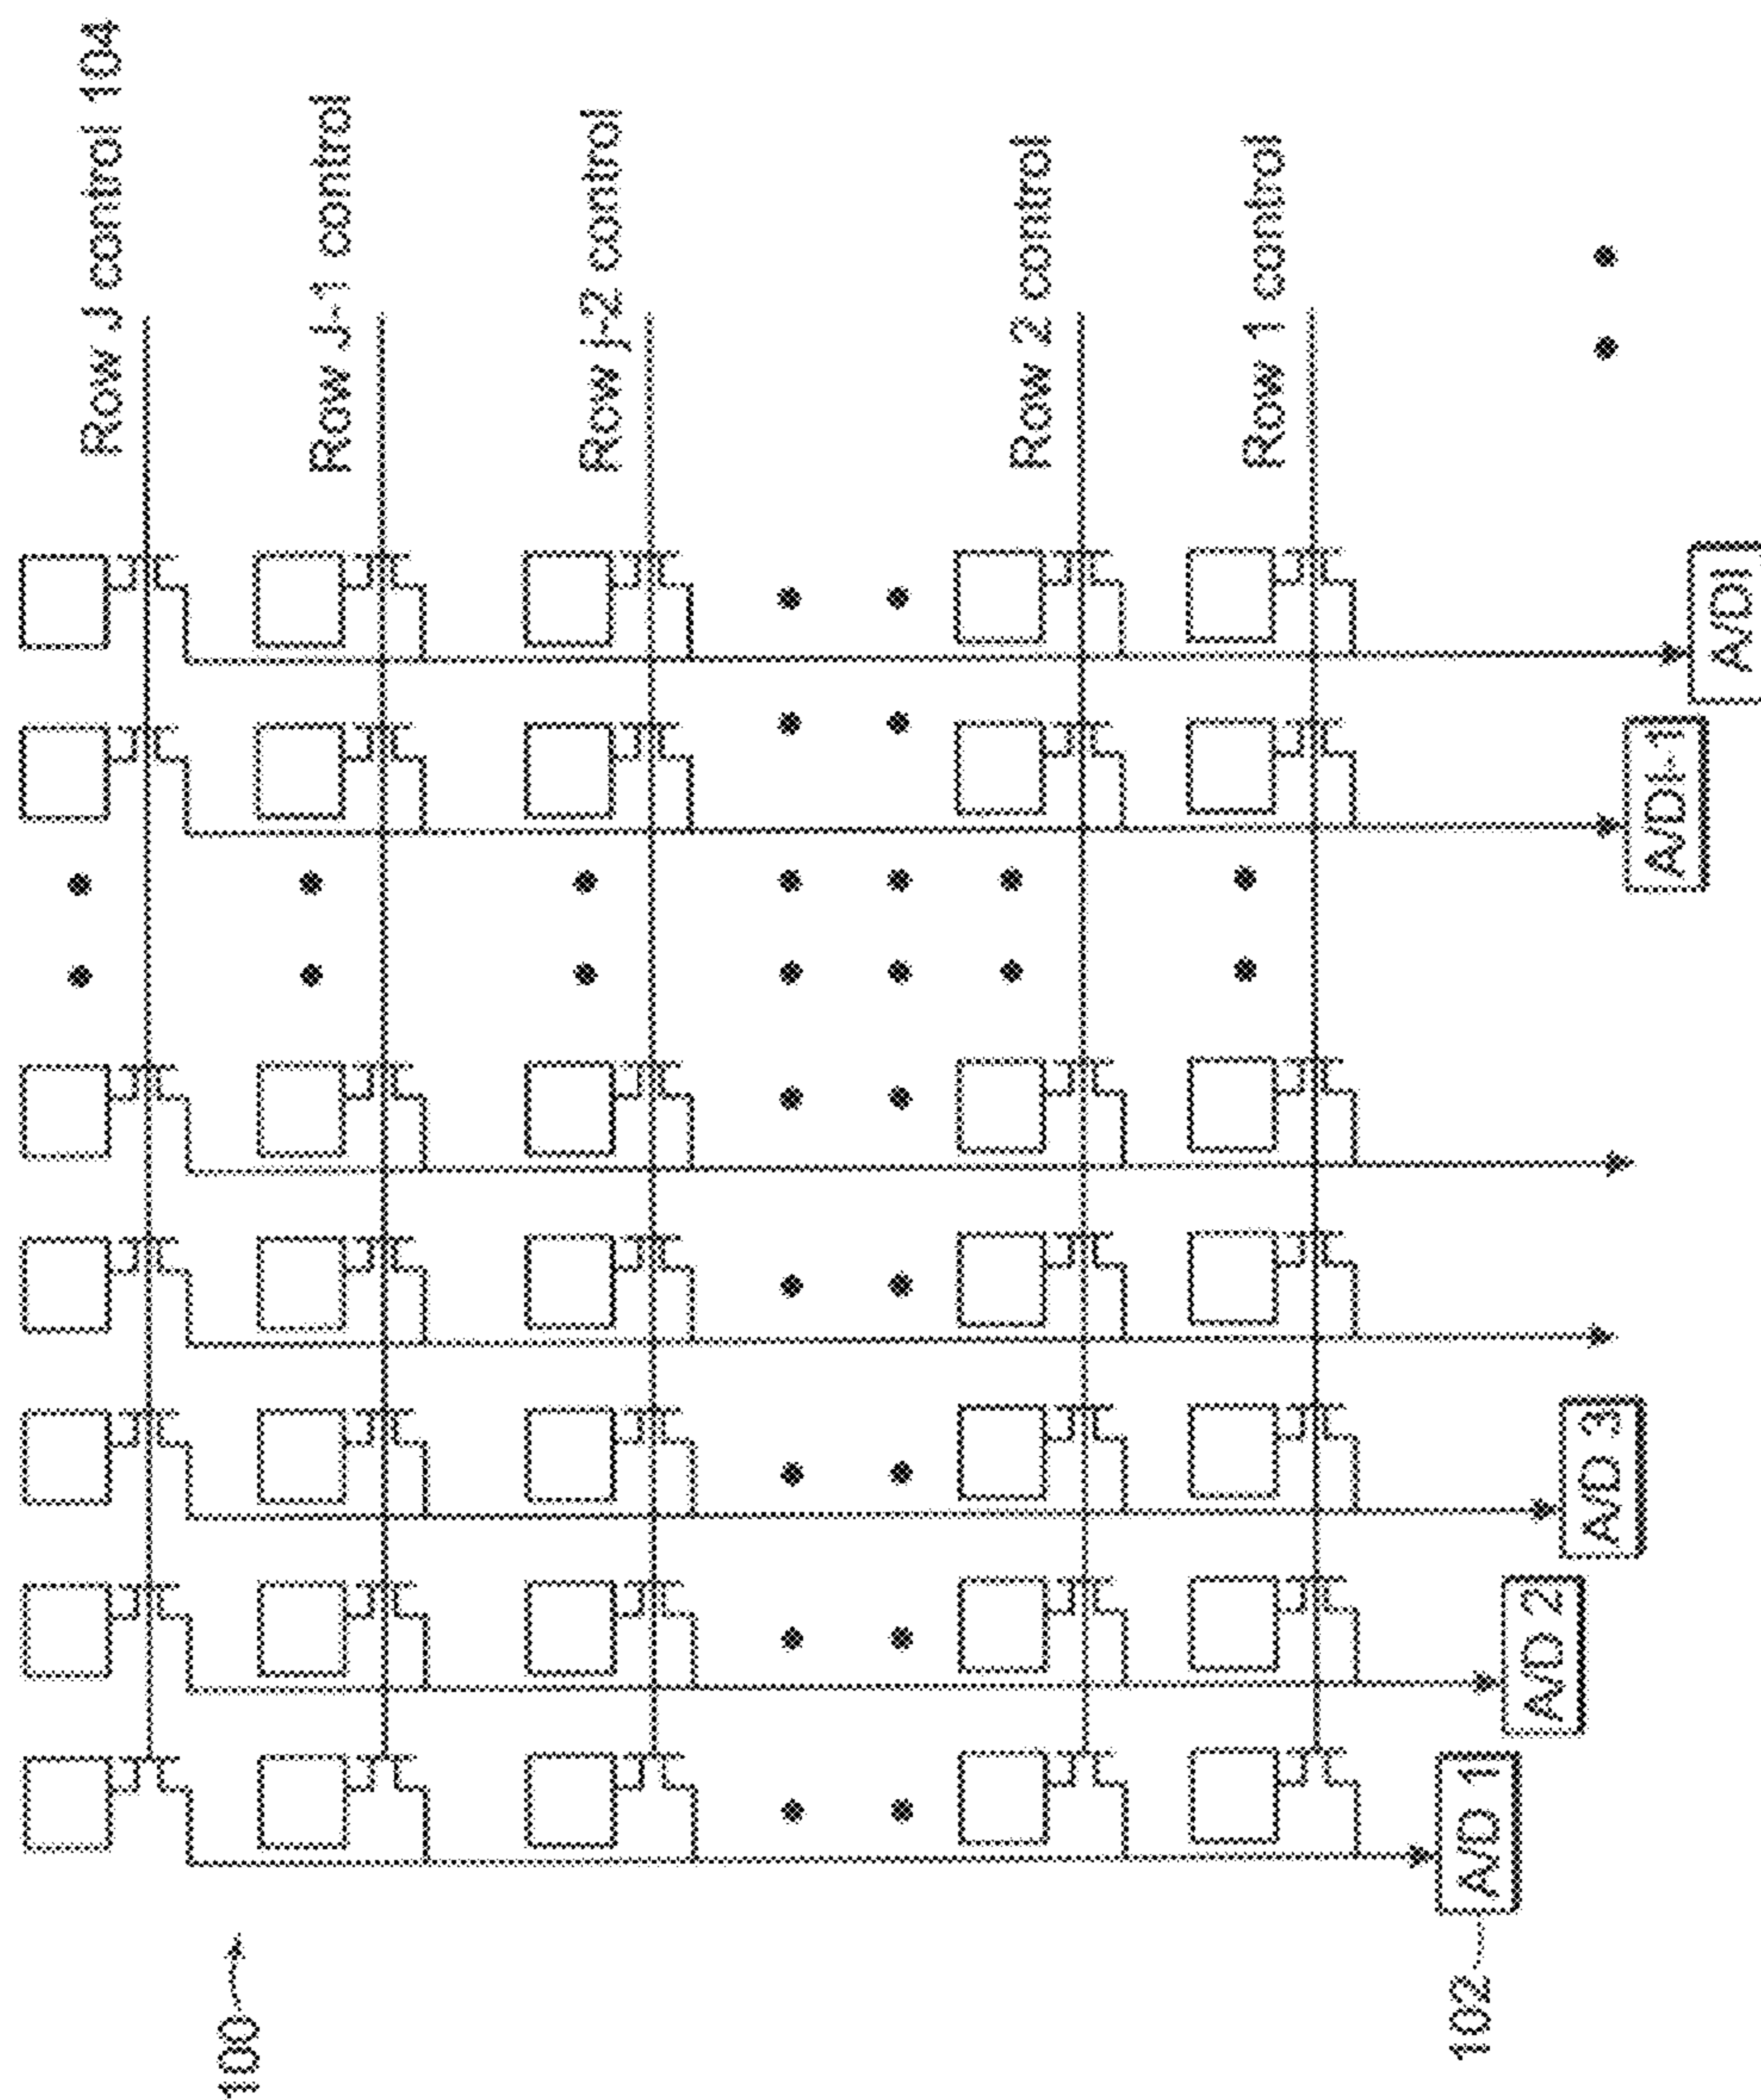 Row J control 104
Row J-1 control
Row j-2 control
Row 2 control
Row 1 control
100
102
A/D 1
A/D 2
A/D 3
A/DI-1
A/DI